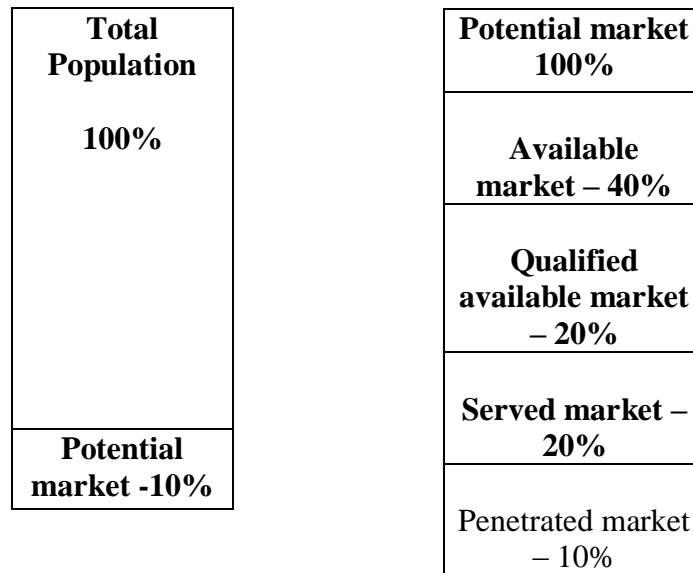 Total
Population
100%
Potential
market -10%
Potential market
100%
Available
market – 40%
Qualified
available market
– 20%
Served market –
20%
Penetrated market
– 10%